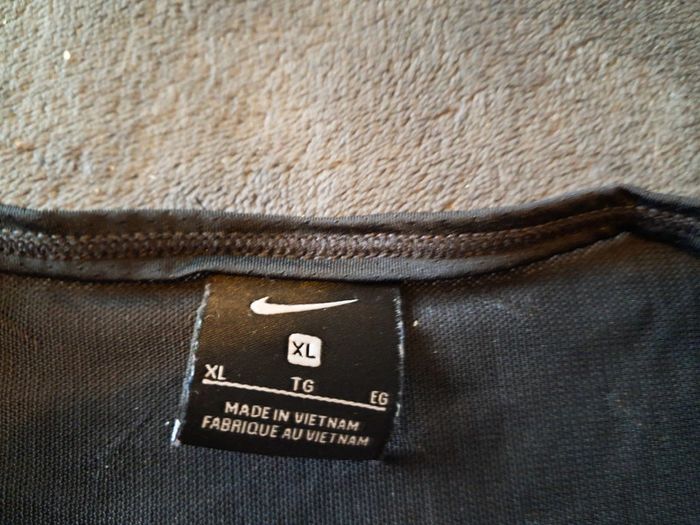 XL
XL TG EG
MADE IN VIETNAM
FABRIQUE AU VIETNAM